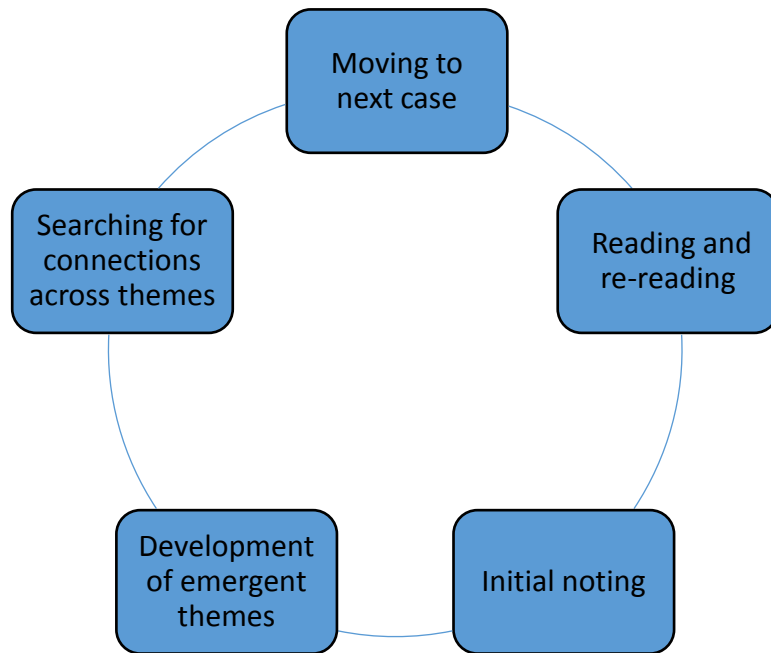 Moving to
next case
Reading and
re-reading
Initial noting
Development
of emergent
themes
Searching for
connections
across themes